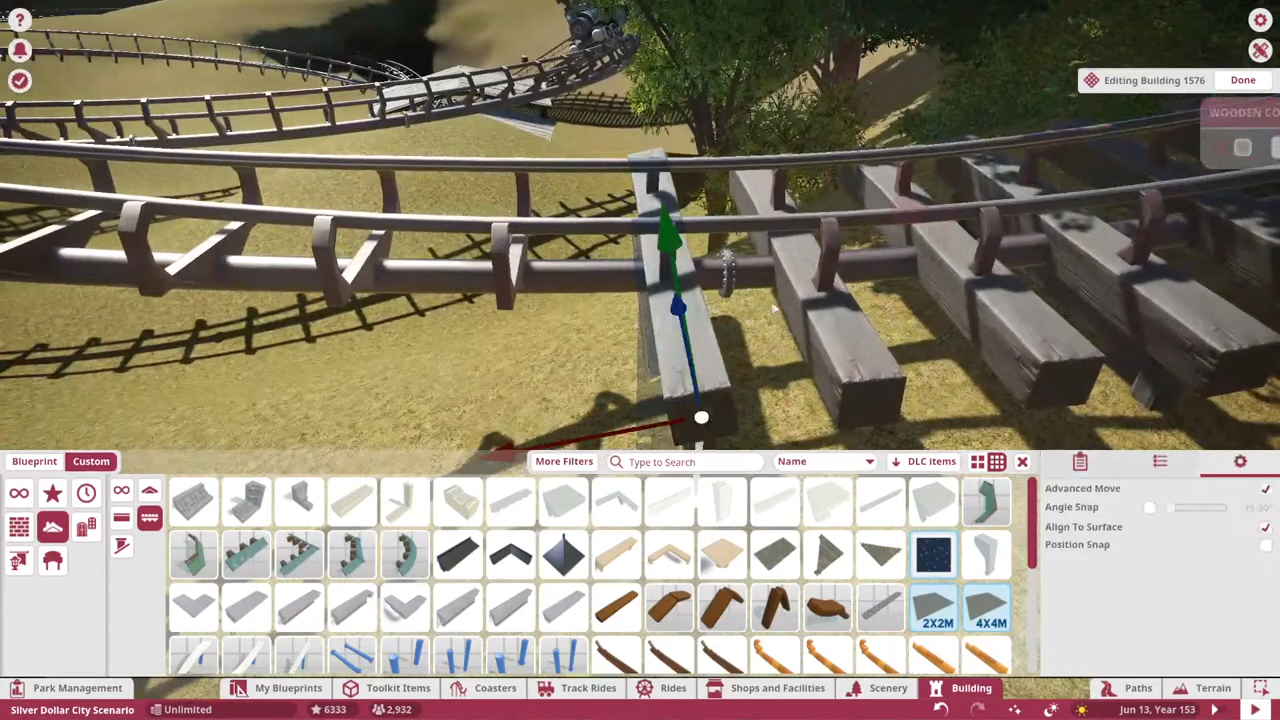 ?
Editing Building 1576 Done
WOODEN CO
Blueprint Custom More Filters Type to Search Name DLC items
Advanced Move
Angle Snap 15.00°
Align To Surface
Position Snap
2X2M 4X4M
Park Management My Blueprints Toolkit Items Coasters Track Rides Rides Shops and Facilities Scenery Building Paths Terrain
Silver Dollar City Scenario Unlimited 6333 2,932 Jun 13, Year 153